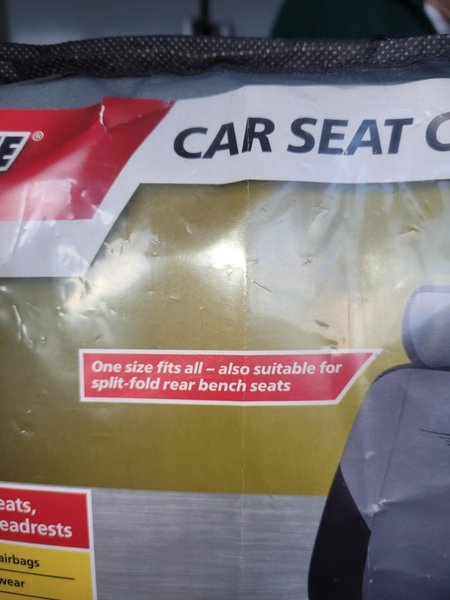 E®
CAR SEAT C
One size fits all – also suitable for
split-fold rear bench seats
eats,
eadrests
airbags
wear